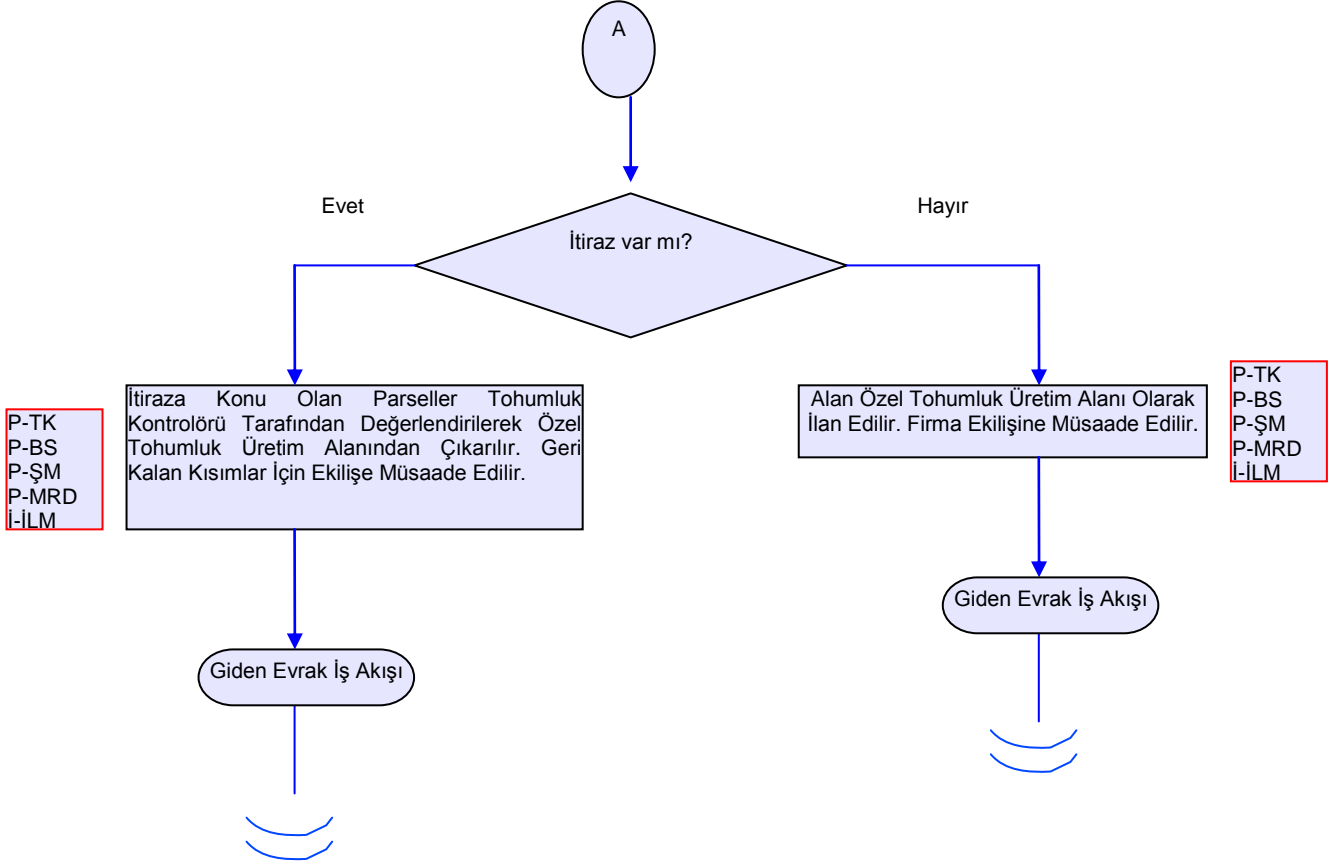 A
Evet
Hayır
İtiraz var mı?
P-TK
P-BS
P-ŞM
P-MRD
İ-İLM
İtiraza Konu Olan Parseller Tohumluk
Kontrolörü Tarafından Değerlendirilerek Özel
Tohumluk Üretim Alanından Çıkarılır. Geri
Kalan Kısımlar İçin Ekilişe Müsaade Edilir.
Alan Özel Tohumluk Üretim Alanı Olarak
İlan Edilir. Firma Ekilişine Müsaade Edilir.
P-TK
P-BS
P-ŞM
P-MRD
İ-İLM
Giden Evrak İş Akışı
Giden Evrak İş Akışı